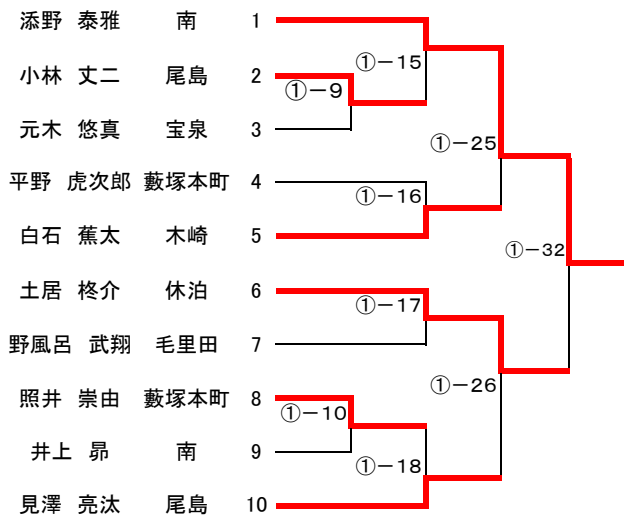 添野 泰雅 南 1
①-15
小林 丈二 尾島 2
①-9
元木 悠真 宝泉 3
①-25
平野 虎次郎 藪塚本町 4
①-16
白石 蕉太 木崎 5
①-32
土居 柊介 休泊 6
①-17
野風呂 武翔 毛里田 7
①-26
照井 崇由 藪塚本町 8
①-10
井上 昴 南 9
①-18
見澤 亮汰 尾島 10